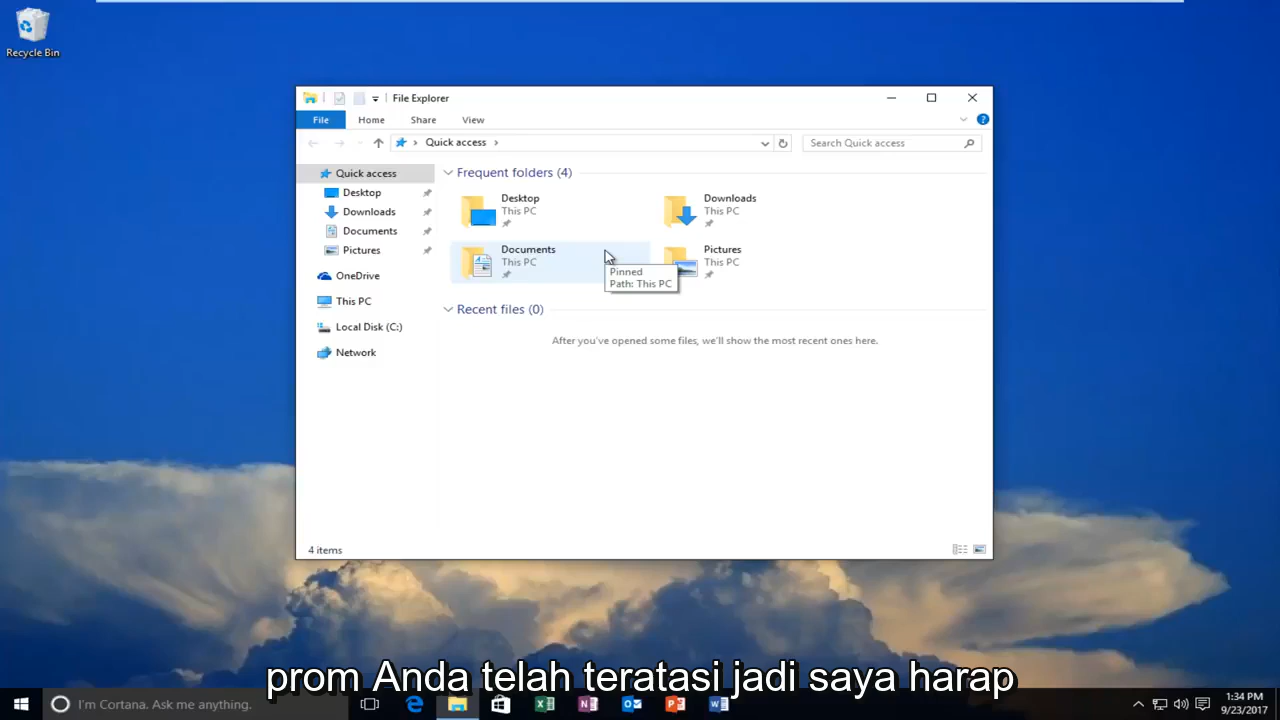 Recycle Bin
File Explorer
File Home Share View
Quick access
Search Quick access
Quick access
Desktop
Downloads
Documents
Pictures
OneDrive
This PC
Local Disk (C:)
Network
Frequent folders (4)
Desktop
This PC
Downloads
This PC
Documents
This PC
Pictures
This PC
Pinned
Path: This PC
Recent files (0)
After you've opened some files, we'll show the most recent ones here.
4 items
prom Anda telah teratasi jadi saya harap
I'm Cortana. Ask me anything.
1:34 PM
9/23/2017